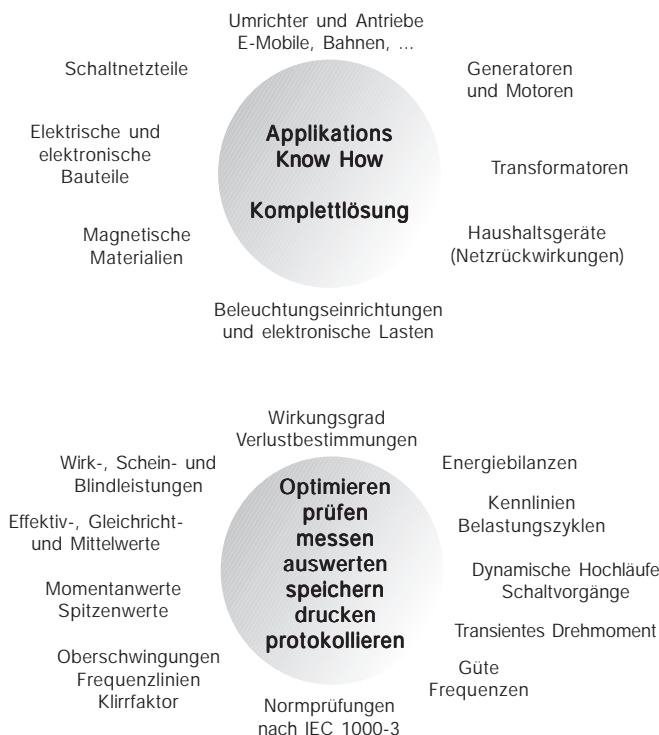 Umrichter und Antriebe
E-Mobile, Bahnen, ...
Schaltnetzteile
Generatoren
und Motoren
Elektrische und
elektronische
Bauteile
Applikations
Know How
Komplettlösung
Transformatoren
Magnetische
Materialien
Haushaltsgeräte
(Netzrückwirkungen)
Beleuchtungseinrichtungen
und elektronische Lasten
Wirkungsgrad
Verlustbestimmungen
Wirk-, Schein- und
Blindleistungen
Energiebilanzen
Effektiv-, Gleichricht-
und Mittelwerte
Optimieren
prüfen
messen
auswerten
speichern
drucken
protokollieren
Kennlinien
Belastungszyklen
Momentanwerte
Spitzenwerte
Dynamische Hochläufe
Schaltvorgänge
Transientes Drehmoment
Oberschwingungen
Frequenzlinien
Klirrfaktor
Güte
Frequenzen
Normprüfungen
nach IEC 1000-3